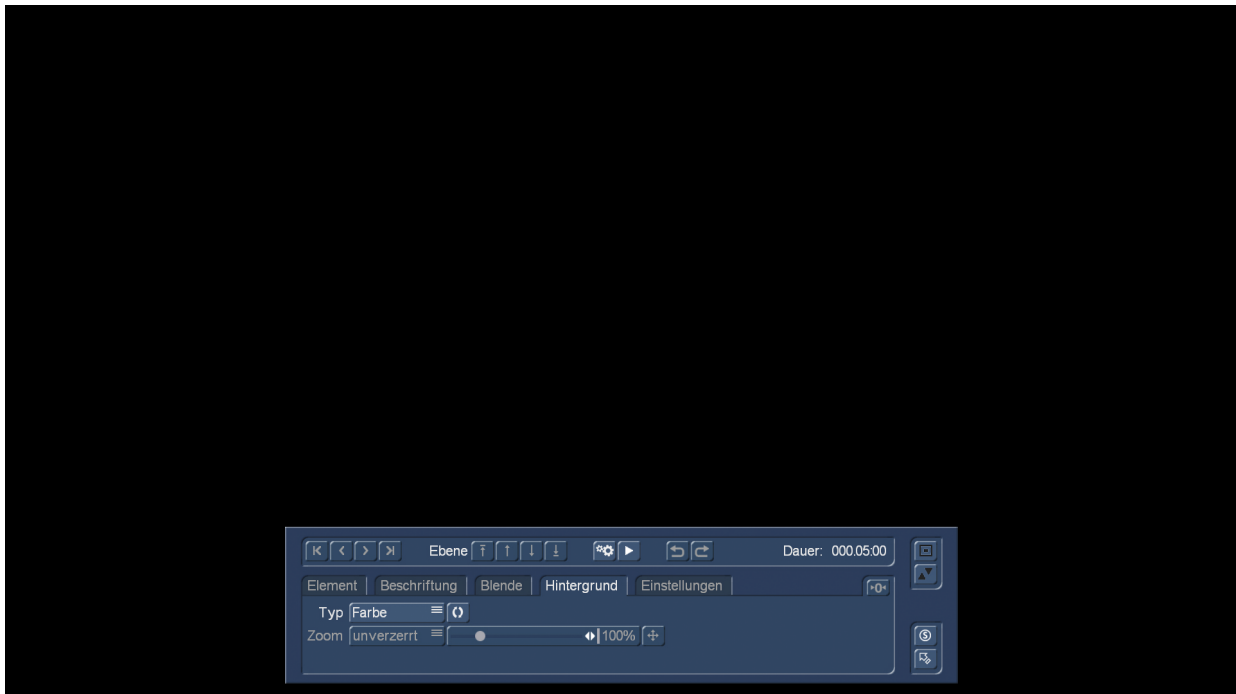 Ebene Dauer: 000.05:00
Element Beschriftung Blende Hintergrund Einstellungen
Typ Farbe
Zoom unverzerrt 100%